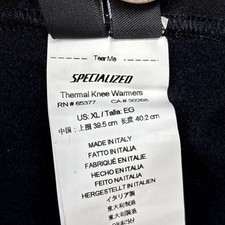 Tear Me
SPECIALIZED
Thermal Knee Warmers
RN # 65377 CA # 30268
US: XL / Talla: EG
中国: 上围 39.5 cm 长度 40.2 cm
MADE IN ITALY
FATTO IN ITALIA
FABRIQUÉ EN ITALIE
HECHO EN ITALIA
FEITO NA ITALIA
HERGESTELLT IN ITALIEN
イタリア製
意大利制造
意大利製造